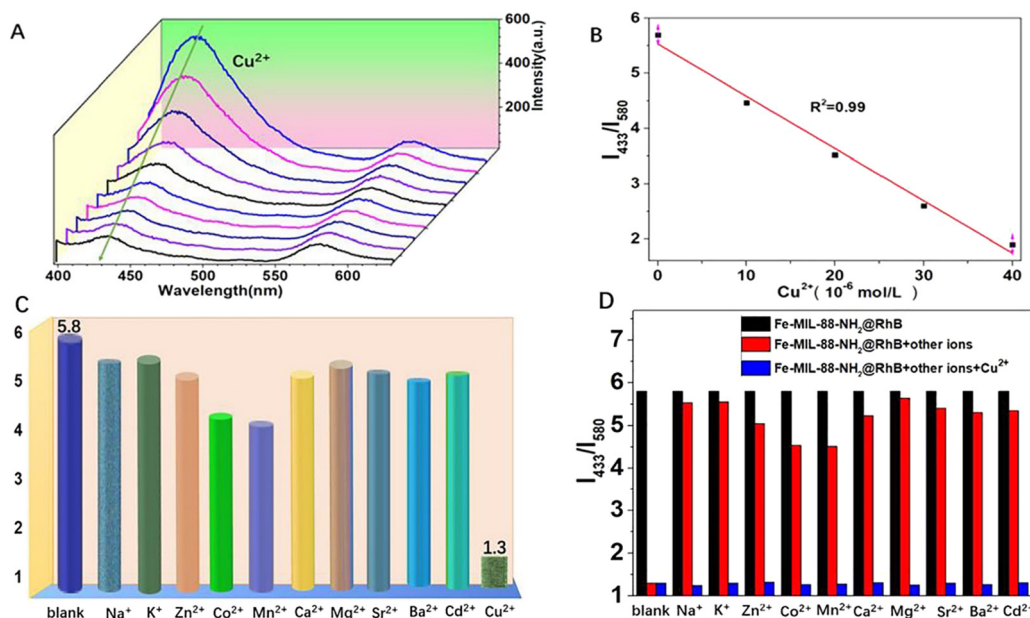 A
Cu²⁺
600
400
200
Intensity(a.u.)
400 450 500 550 600
Wavelength(nm)
B
6
5
4
3
2
I₄₃₃/I₅₈₀
R²=0.99
0 10 20 30 40
Cu²⁺( 10⁻⁶ mol/L )
C
6
5
4
3
2
1
5.8
1.3
blank Na⁺ K⁺ Zn²⁺ Co²⁺ Mn²⁺ Ca²⁺ Mg²⁺ Sr²⁺ Ba²⁺ Cd²⁺ Cu²⁺
D
7
6
5
4
3
2
1
I₄₃₃/I₅₈₀
Fe-MIL-88-NH₂@RhB
Fe-MIL-88-NH₂@RhB+other ions
Fe-MIL-88-NH₂@RhB+other ions+Cu²⁺
blank Na⁺ K⁺ Zn²⁺ Co²⁺ Mn²⁺ Ca²⁺ Mg²⁺ Sr²⁺ Ba²⁺ Cd²⁺